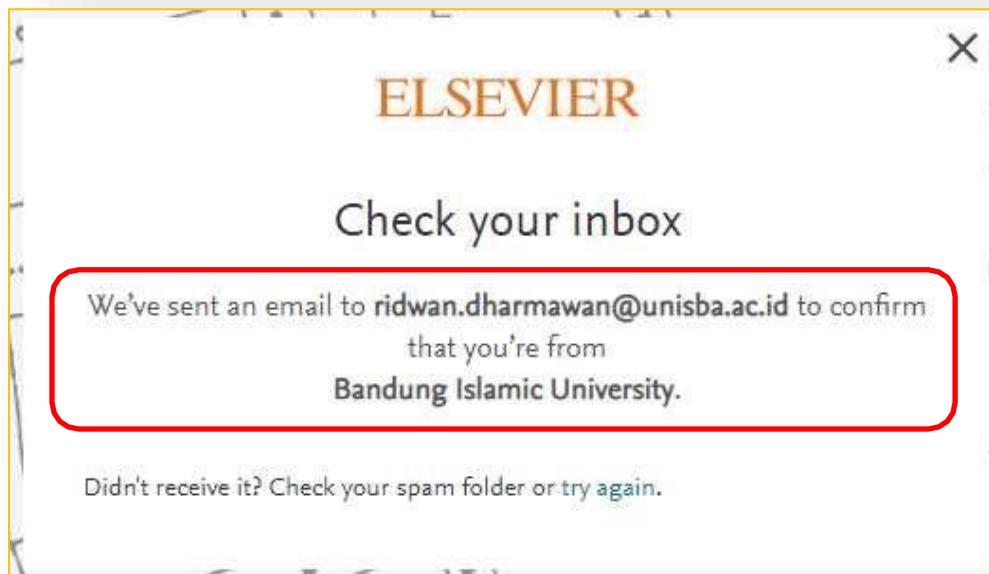 ELSEVIER
Check your inbox
We've sent an email to ridwan.dharmawan@unisba.ac.id to confirm
that you're from
Bandung Islamic University.
Didn't receive it? Check your spam folder or try again.